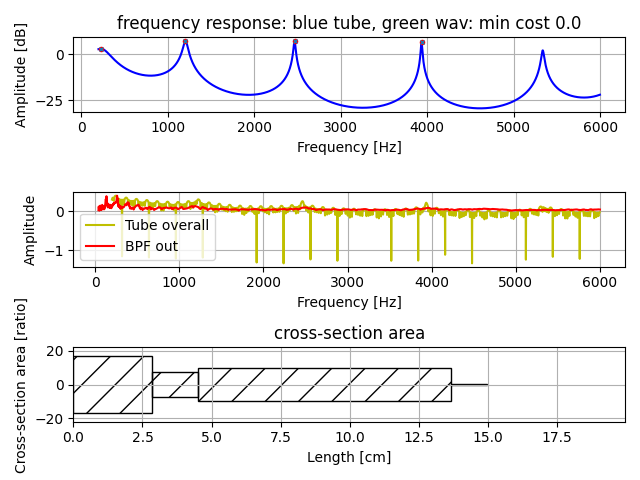 frequency response: blue tube, green wav: min cost 0.0
Amplitude [dB]
0
−25
0 1000 2000 3000 4000 5000 6000
Frequency [Hz]
Amplitude
0
−1
Tube overall
BPF out
0 1000 2000 3000 4000 5000 6000
Frequency [Hz]
cross-section area
Cross-section area [ratio]
20
0
−20
0.0 2.5 5.0 7.5 10.0 12.5 15.0 17.5
Length [cm]